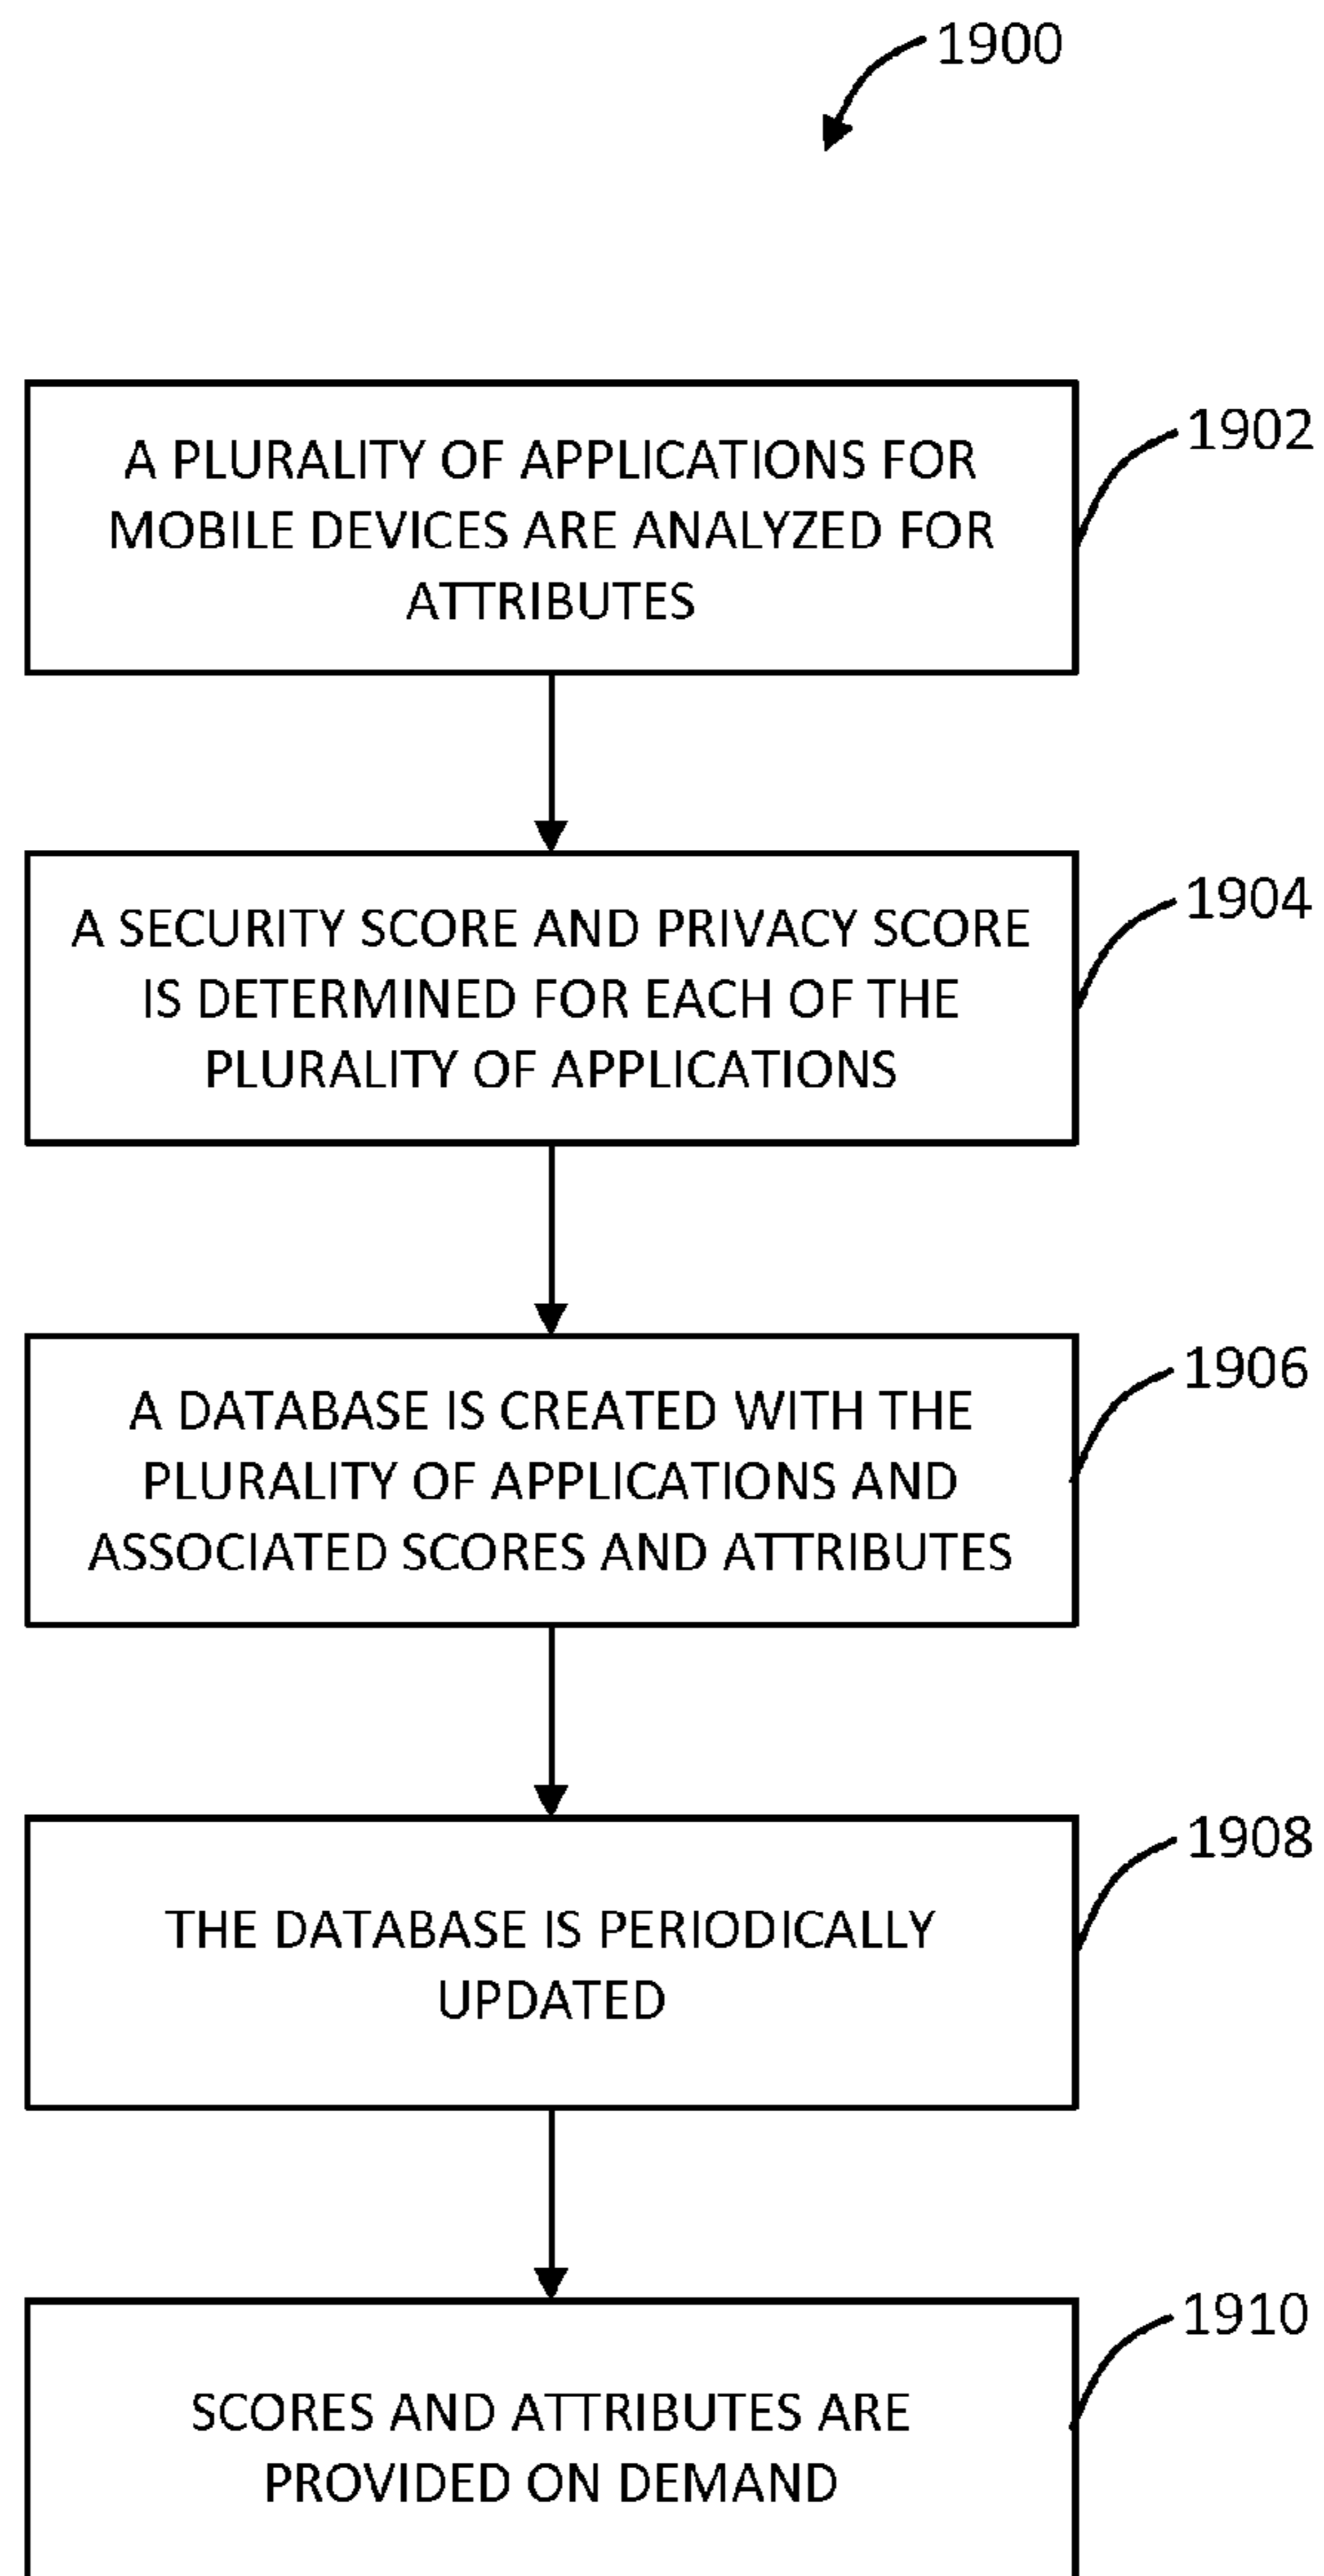 1900
A PLURALITY OF APPLICATIONS FOR
MOBILE DEVICES ARE ANALYZED FOR
ATTRIBUTES
1902
A SECURITY SCORE AND PRIVACY SCORE
IS DETERMINED FOR EACH OF THE
PLURALITY OF APPLICATIONS
1904
A DATABASE IS CREATED WITH THE
PLURALITY OF APPLICATIONS AND
ASSOCIATED SCORES AND ATTRIBUTES
1906
THE DATABASE IS PERIODICALLY
UPDATED
1908
SCORES AND ATTRIBUTES ARE
PROVIDED ON DEMAND
1910